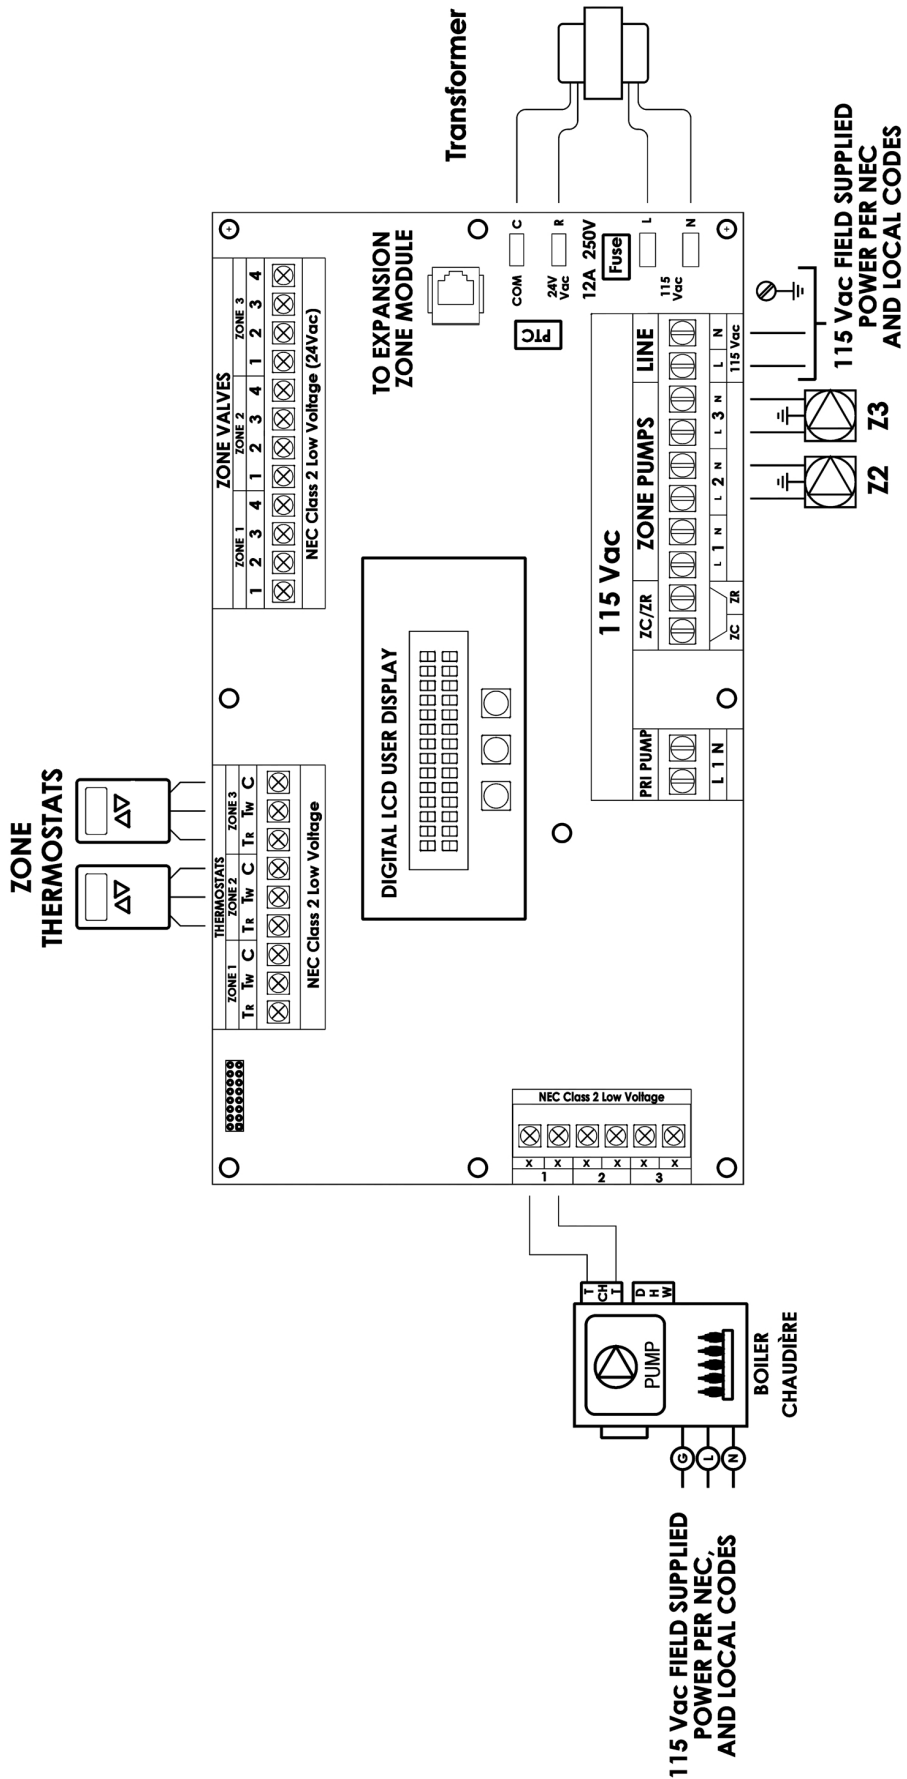 ZONE
THERMOSTATS
Transformer
THERMOSTATS
ZONE 1 ZONE 2 ZONE 3
TR TW C TR TW C TR TW C
NEC Class 2 Low Voltage
ZONE VALVES
ZONE 1 ZONE 2 ZONE 3
1 2 3 4 1 2 3 4 1 2 3 4
NEC Class 2 Low Voltage (24Vac)
TO EXPANSION
ZONE MODULE
DIGITAL LCD USER DISPLAY
PTC
COM C
24V
Vac
R
12A 250V
Fuse
L
115
Vac
N
NEC Class 2 Low Voltage
X X X X X X
1 2 3
115 Vac
PRI PUMP ZC/ZR ZONE PUMPS LINE
L 1 N
ZC ZR
L 1 N L 2 N L 3 N L N
115 Vac
Z2 Z3
115 Vac FIELD SUPPLIED
POWER PER NEC
AND LOCAL CODES
T
CH
T
D
H
W
PUMP
BOILER
CHAUDIÈRE
G
L
N
115 Vac FIELD SUPPLIED
POWER PER NEC,
AND LOCAL CODES